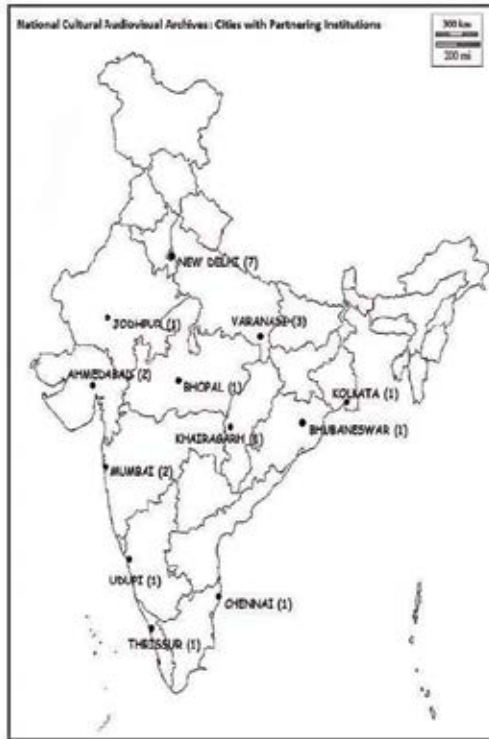 National Cultural Audiovisual Archives: Cities with Partnering Institutions
300 km
200 mi
NEW DELHI (7)
JODHPUR (1)
VARANASI (3)
AHMEDABAD (2)
BHOPAL (1)
KOLKATA (1)
KHAIRAGARH (1)
BHUBANESWAR (1)
MUMBAI (2)
UDUPI (1)
CHENNAI (1)
THRISSUR (1)